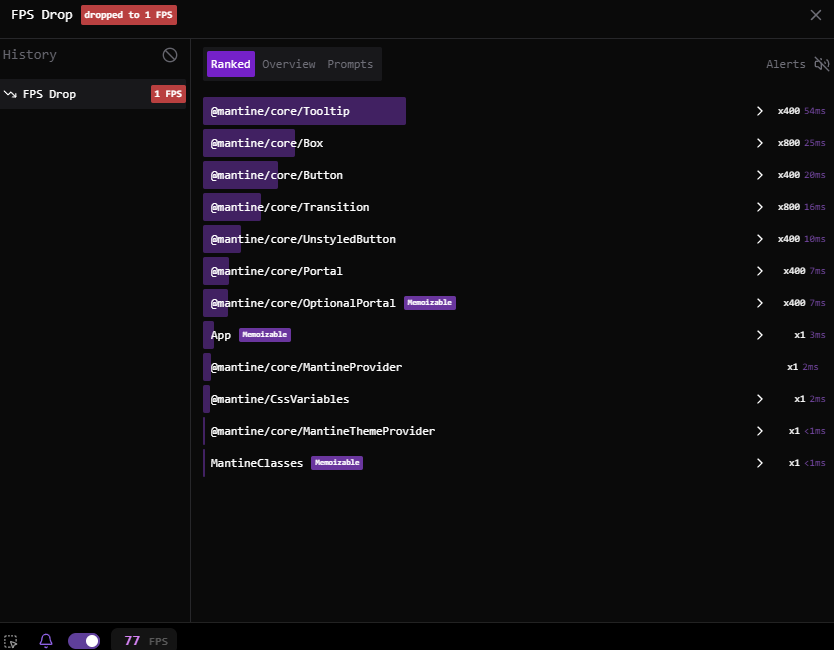 FPS Drop dropped to 1 FPS
History
FPS Drop 1 FPS
Ranked Overview Prompts Alerts
@mantine/core/Tooltip x400 54ms
@mantine/core/Box x800 25ms
@mantine/core/Button x400 20ms
@mantine/core/Transition x800 16ms
@mantine/core/UnstyledButton x400 10ms
@mantine/core/Portal x400 7ms
@mantine/core/OptionalPortal Memoizable x400 7ms
App Memoizable x1 3ms
@mantine/core/MantineProvider x1 2ms
@mantine/CssVariables x1 2ms
@mantine/core/MantineThemeProvider x1 <1ms
MantineClasses Memoizable x1 <1ms
77 FPS